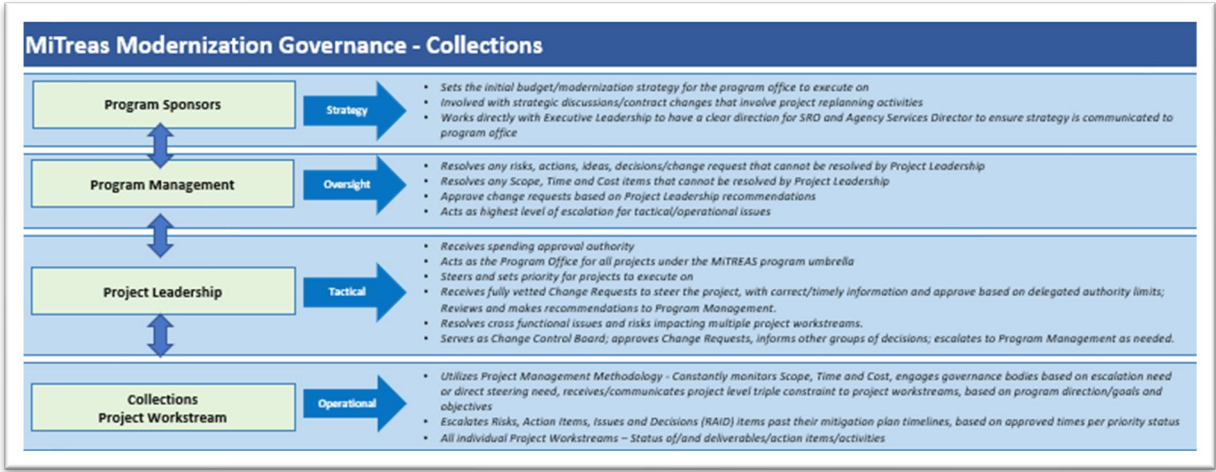 MiTreas Modernization Governance - Collections
Program Sponsors
Strategy
• Sets the initial budget/modernization strategy for the program office to execute on
• Involved with strategic discussions/contract changes that involve project replanning activities
• Works directly with Executive Leadership to have a clear direction for SRO and Agency Services Director to ensure strategy is communicated to
program office
Program Management
Oversight
• Resolves any risks, actions, ideas, decisions/change request that cannot be resolved by Project Leadership
• Resolves any Scope, Time and Cost items that cannot be resolved by Project Leadership
• Approve change requests based on Project Leadership recommendations
• Acts as highest level of escalation for tactical/operational issues
Project Leadership
Tactical
• Receives spending approval authority
• Acts as the Program Office for all projects under the MiTREAS program umbrella
• Steers and sets priority for projects to execute on
• Receives fully vetted Change Requests to steer the project, with correct/timely information and approve based on delegated authority limits;
Reviews and makes recommendations to Program Management.
• Resolves cross functional issues and risks impacting multiple project workstreams.
• Serves as Change Control Board; approves Change Requests, informs other groups of decisions; escalates to Program Management as needed.
Collections
Project Workstream
Operational
• Utilizes Project Management Methodology - Constantly monitors Scope, Time and Cost, engages governance bodies based on escalation need
or direct steering need, receives/communicates project level triple constraint to project workstreams, based on program direction/goals and
objectives
• Escalates Risks, Action Items, Issues and Decisions (RAID) items past their mitigation plan timelines, based on approved times per priority status
• All individual Project Workstreams – Status of/and deliverables/action items/activities